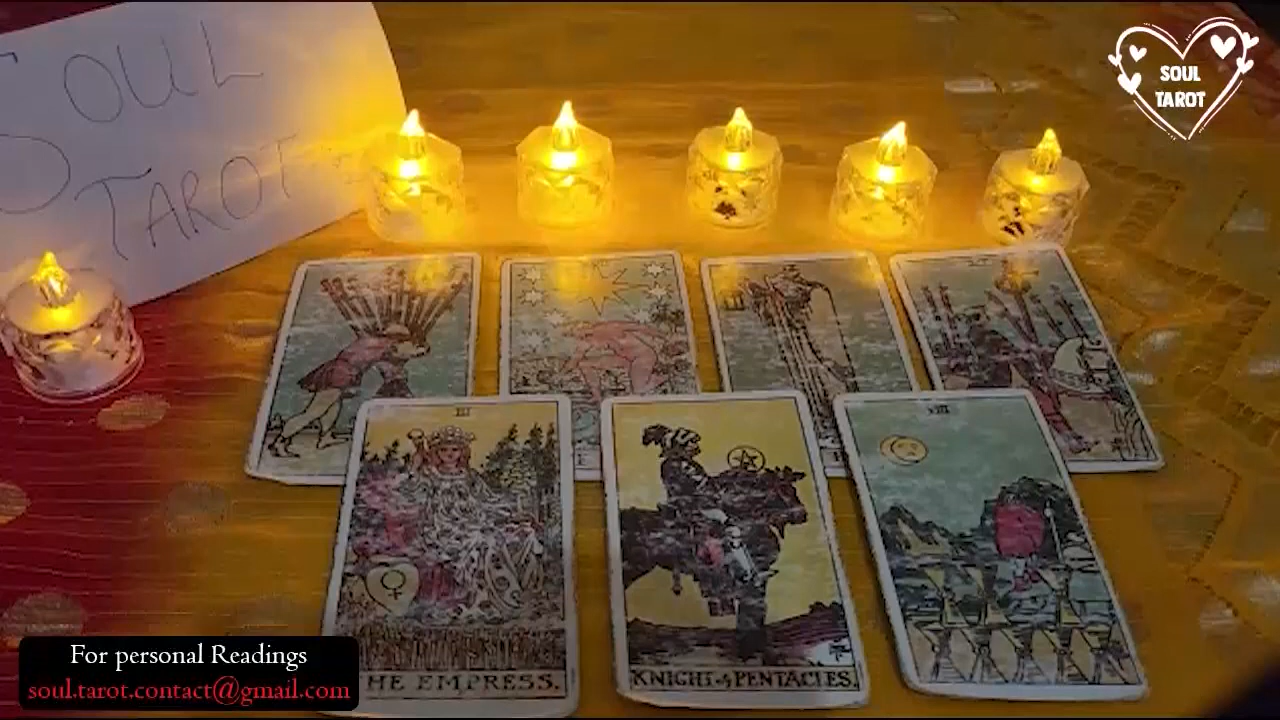 SOUL
TAROT
SOUL
TAROT
III
VIII
THE EMPRESS.
KNIGHT of PENTACLES.
For personal Readings
soul.tarot.contact@gmail.com